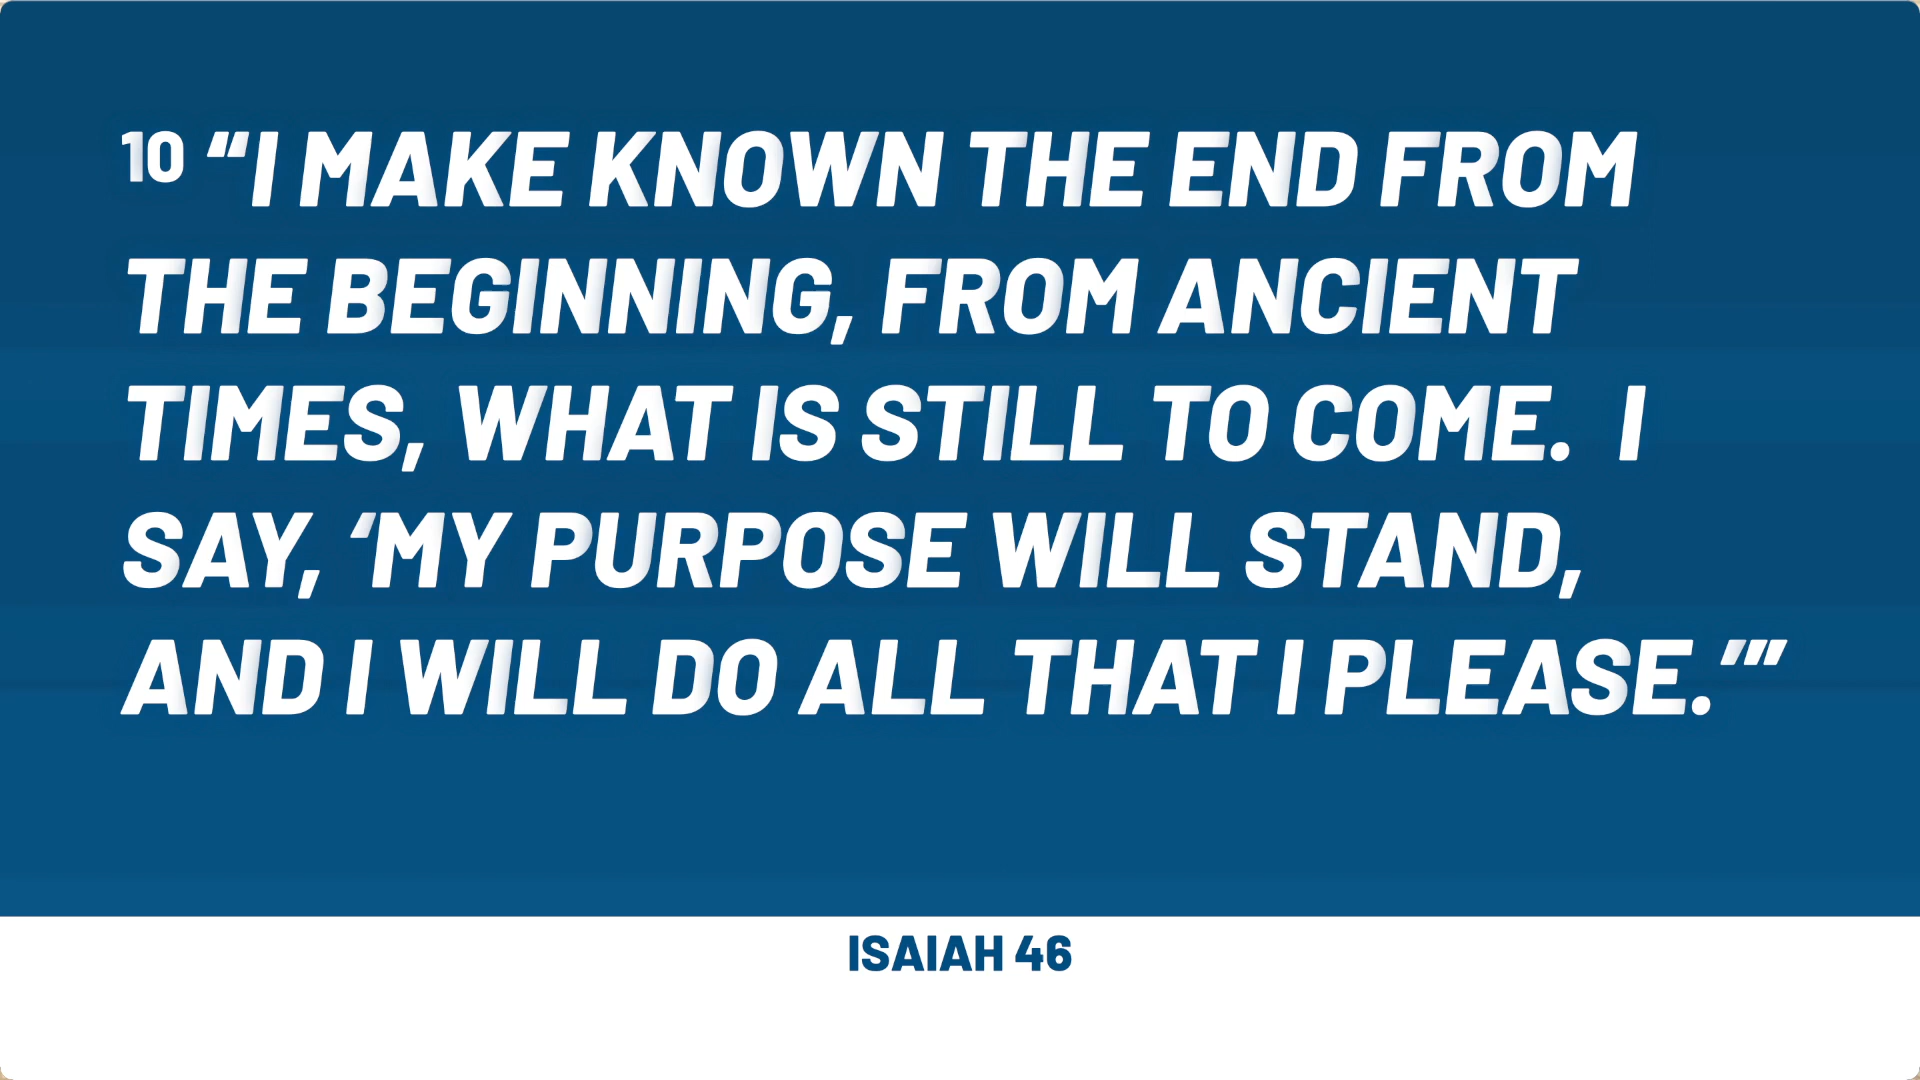 10 “I MAKE KNOWN THE END FROM
THE BEGINNING, FROM ANCIENT
TIMES, WHAT IS STILL TO COME.  I
SAY, ‘MY PURPOSE WILL STAND,
AND I WILL DO ALL THAT I PLEASE.’”
ISAIAH 46